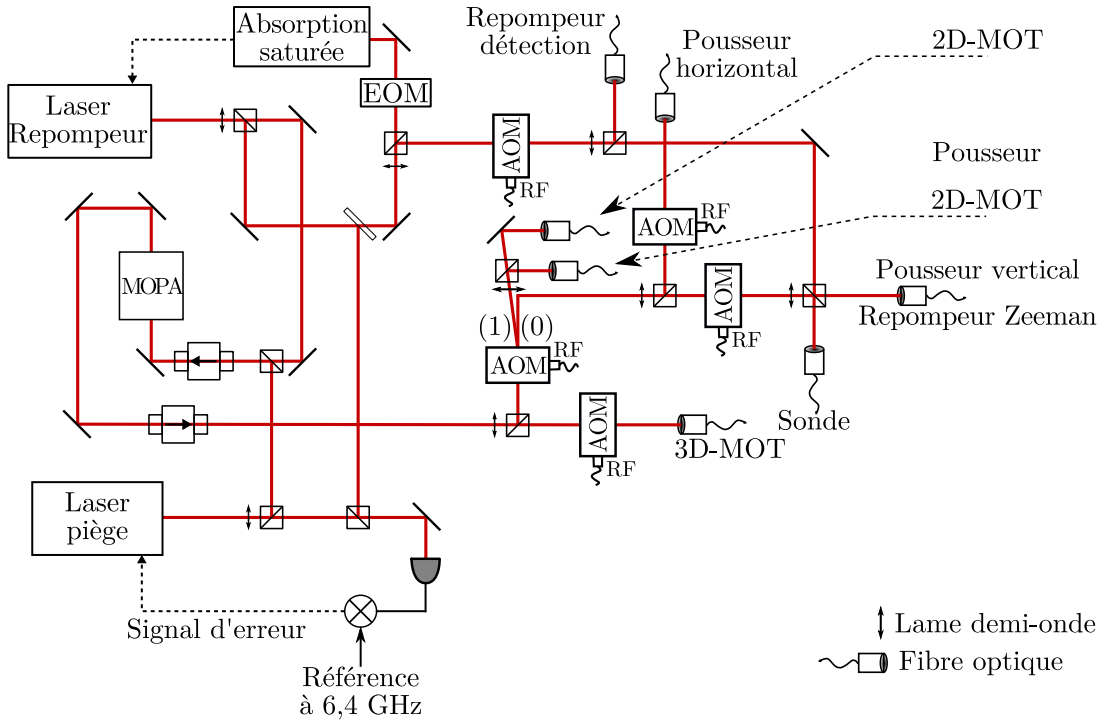 Absorption
saturée
Repompeur
détection
Pousseur
horizontal
2D-MOT
Laser
Repompeur
EOM
AOM
RF
Pousseur
2D-MOT
AOM
RF
MOPA
AOM
RF
Pousseur vertical
Repompeur Zeeman
(1)
(0)
AOM
RF
Sonde
AOM
RF
3D-MOT
Laser
piège
Signal d'erreur
Référence
à 6,4 GHz
Lame demi-onde
Fibre optique